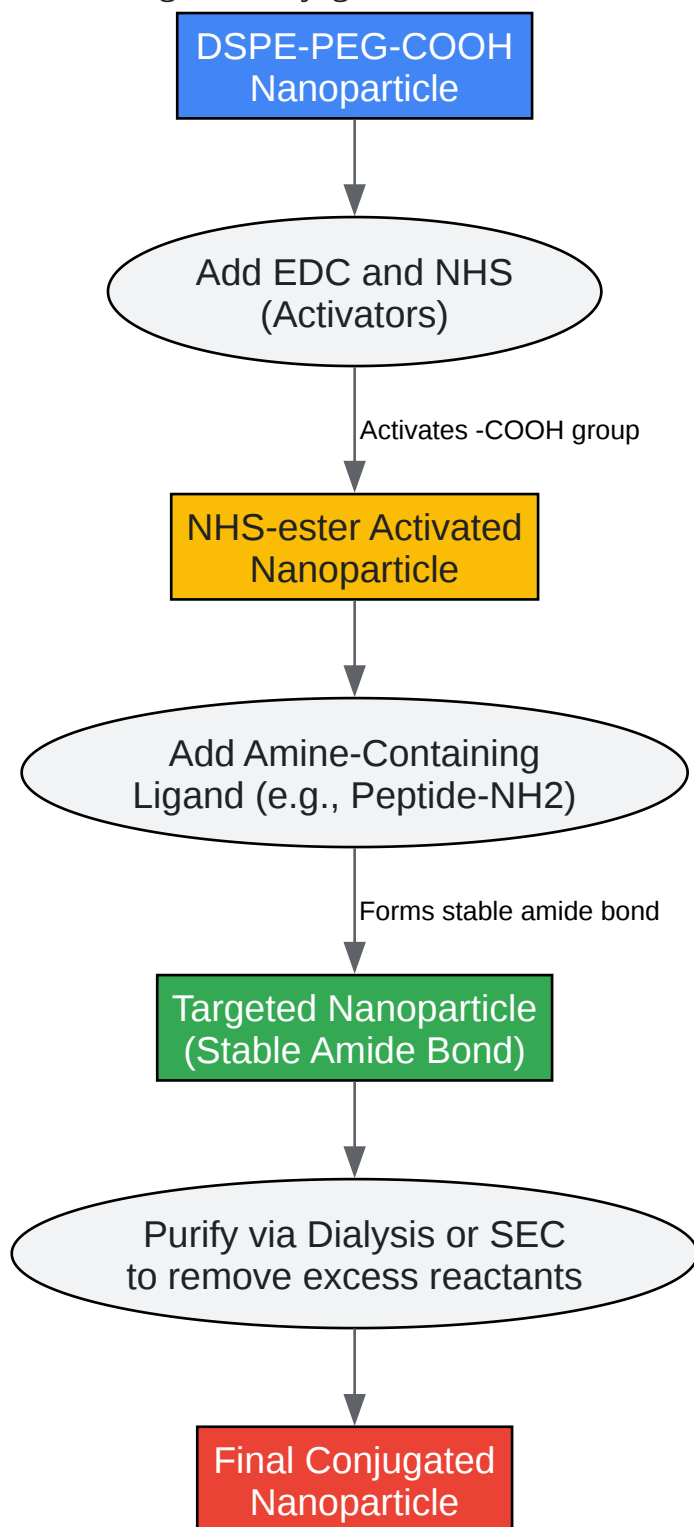 DSPE-PEG-COOH
Nanoparticle
Add EDC and NHS
(Activators)
Activates -COOH group
NHS-ester Activated
Nanoparticle
Add Amine-Containing
Ligand (e.g., Peptide-NH2)
Forms stable amide bond
Targeted Nanoparticle
(Stable Amide Bond)
Purify via Dialysis or SEC
to remove excess reactants
Final Conjugated
Nanoparticle